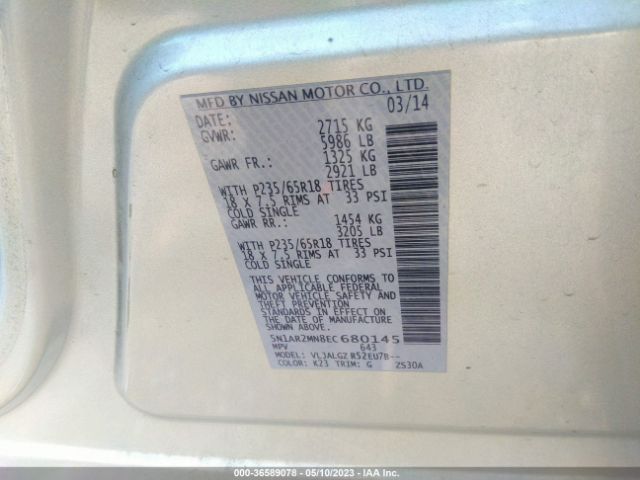 MFD BY NISSAN MOTOR CO., LTD.
DATE: 03/14
GVWR: 2715 KG
5986 LB
GAWR FR.: 1325 KG
2921 LB
WITH P235/65R18 TIRES
18 X 7.5 RIMS AT 33 PSI
COLD SINGLE
GAWR RR.: 1454 KG
3205 LB
WITH P235/65R18 TIRES
18 X 7.5 RIMS AT 33 PSI
COLD SINGLE
THIS VEHICLE CONFORMS TO
ALL APPLICABLE FEDERAL
MOTOR VEHICLE SAFETY AND
THEFT PREVENTION
STANDARDS IN EFFECT ON
THE DATE OF MANUFACTURE
SHOWN ABOVE.
5N1AR2MN8EC680145
MPV 643
MODEL: VLJALGZ R52EU7B--
COLOR: K23 TRIM: G 2S30A
000-36589078 - 05/10/2023 - IAA Inc.